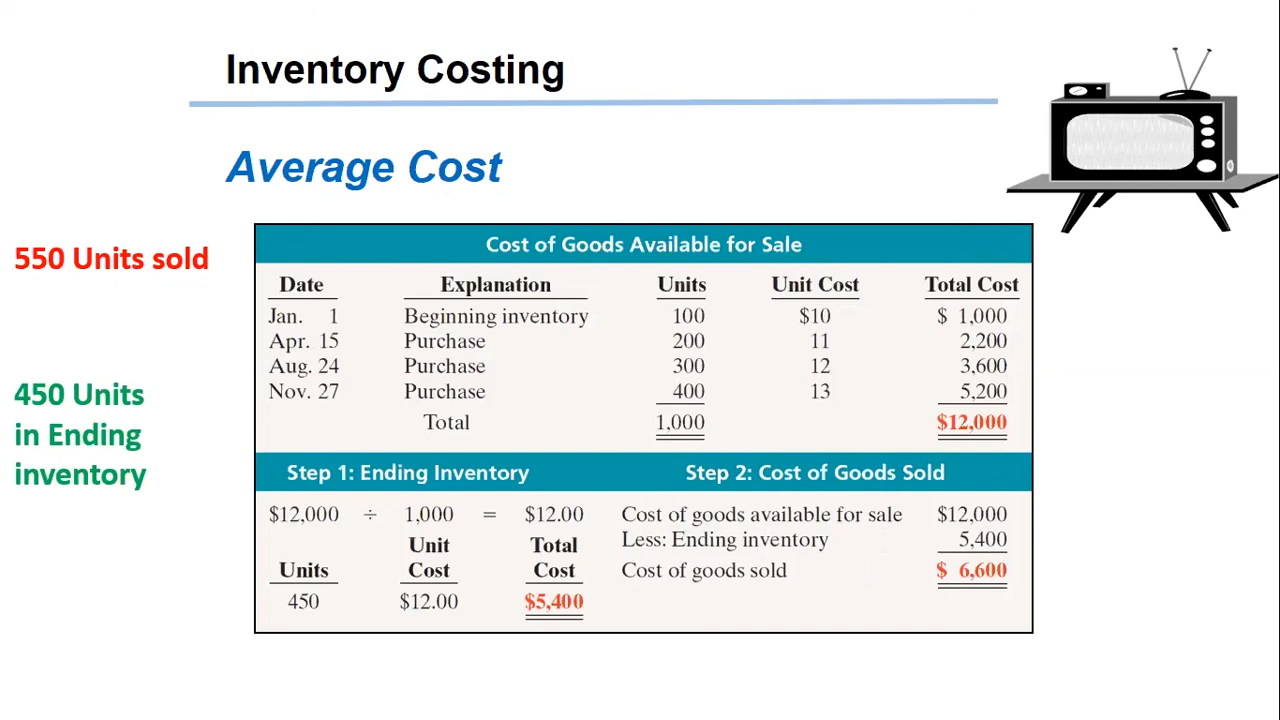 Inventory Costing
Average Cost
550 Units sold
450 Units
in Ending
inventory
Cost of Goods Available for Sale
Date Explanation Units Unit Cost Total Cost
Jan. 1 Beginning inventory 100 $10 $ 1,000
Apr. 15 Purchase 200 11 2,200
Aug. 24 Purchase 300 12 3,600
Nov. 27 Purchase 400 13 5,200
Total 1,000 $12,000
Step 1: Ending Inventory Step 2: Cost of Goods Sold
$12,000 ÷ 1,000 = $12.00 Cost of goods available for sale $12,000
Unit Total Less: Ending inventory 5,400
Units Cost Cost Cost of goods sold $ 6,600
450 $12.00 $5,400